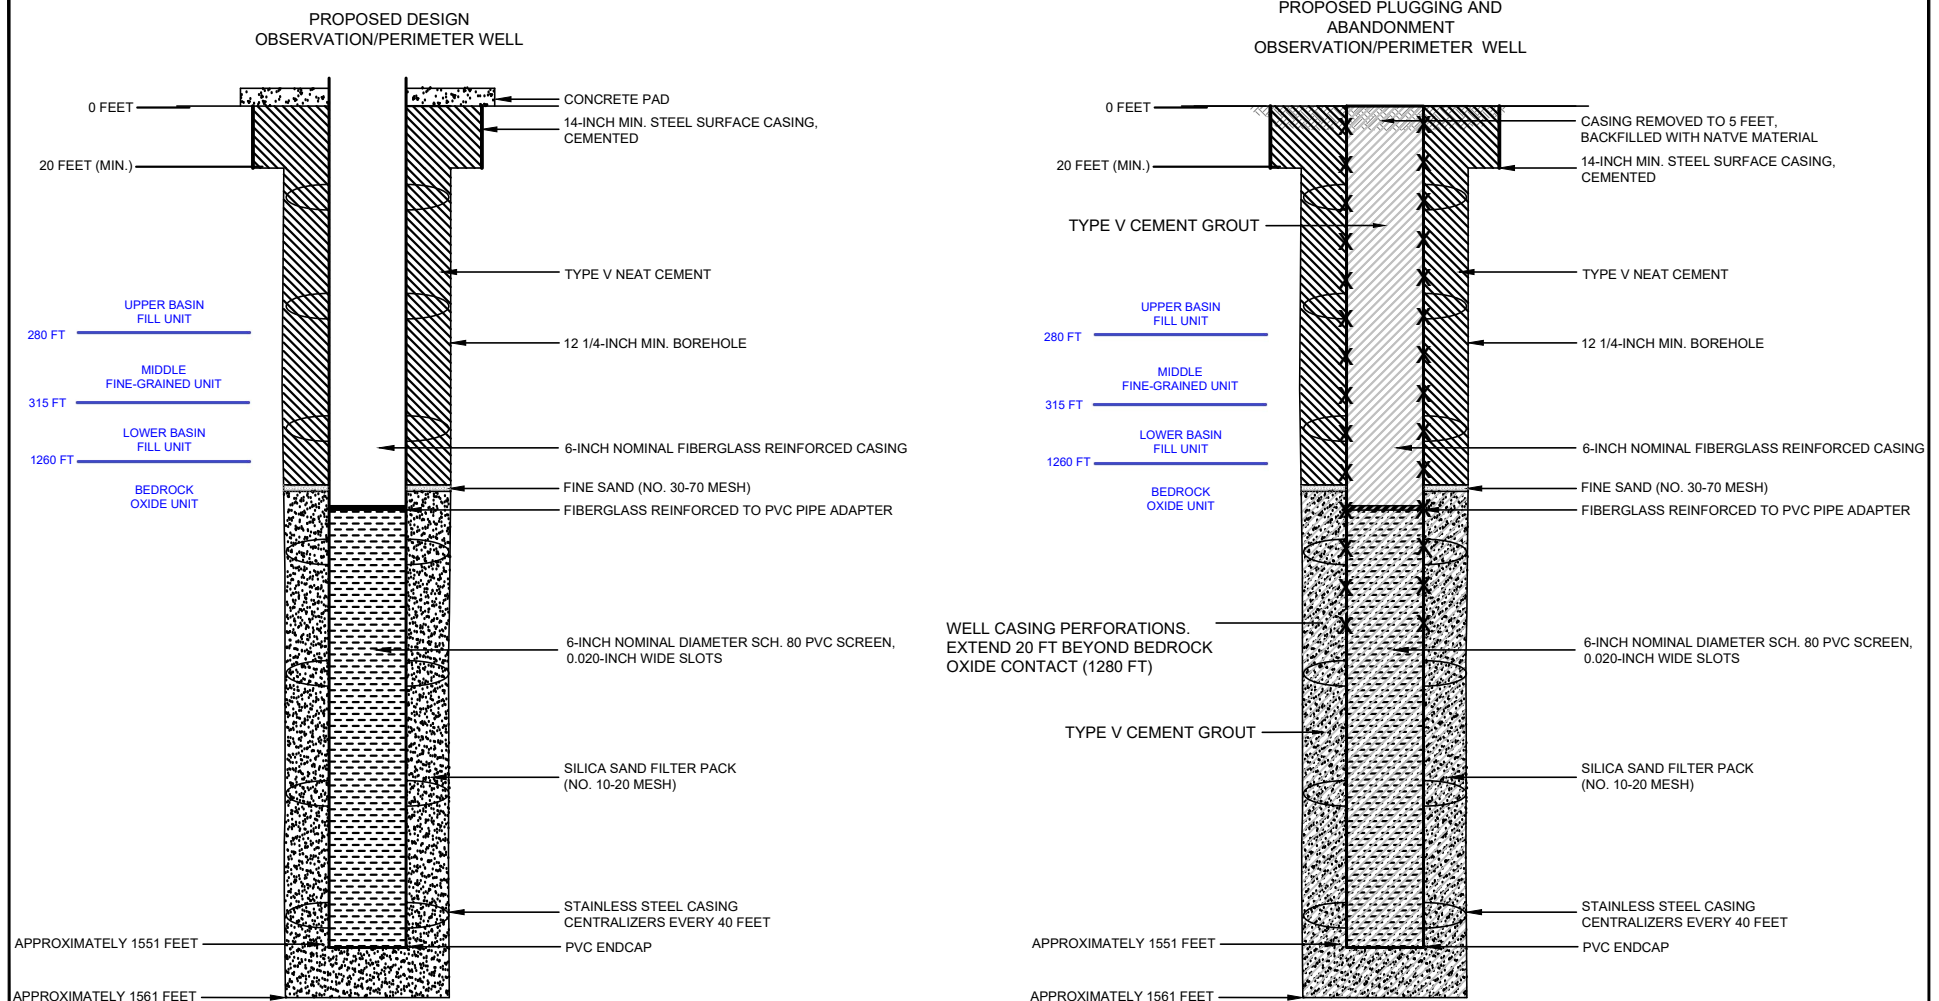 PROPOSED DESIGN
OBSERVATION/PERIMETER WELL
0 FEET
CONCRETE PAD
14-INCH MIN. STEEL SURFACE CASING,
CEMENTED
20 FEET (MIN.)
TYPE V NEAT CEMENT
UPPER BASIN
FILL UNIT
280 FT
12 1/4-INCH MIN. BOREHOLE
MIDDLE
FINE-GRAINED UNIT
315 FT
LOWER BASIN
FILL UNIT
1260 FT
6-INCH NOMINAL FIBERGLASS REINFORCED CASING
BEDROCK
OXIDE UNIT
FINE SAND (NO. 30-70 MESH)
FIBERGLASS REINFORCED TO PVC PIPE ADAPTER
6-INCH NOMINAL DIAMETER SCH. 80 PVC SCREEN,
0.020-INCH WIDE SLOTS
SILICA SAND FILTER PACK
(NO. 10-20 MESH)
STAINLESS STEEL CASING
CENTRALIZERS EVERY 40 FEET
APPROXIMATELY 1551 FEET
PVC ENDCAP
APPROXIMATELY 1561 FEET
PROPOSED PLUGGING AND
ABANDONMENT
OBSERVATION/PERIMETER WELL
0 FEET
CASING REMOVED TO 5 FEET,
BACKFILLED WITH NATVE MATERIAL
20 FEET (MIN.)
14-INCH MIN. STEEL SURFACE CASING,
CEMENTED
TYPE V CEMENT GROUT
TYPE V NEAT CEMENT
UPPER BASIN
FILL UNIT
280 FT
12 1/4-INCH MIN. BOREHOLE
MIDDLE
FINE-GRAINED UNIT
315 FT
LOWER BASIN
FILL UNIT
1260 FT
6-INCH NOMINAL FIBERGLASS REINFORCED CASING
BEDROCK
OXIDE UNIT
FINE SAND (NO. 30-70 MESH)
FIBERGLASS REINFORCED TO PVC PIPE ADAPTER
WELL CASING PERFORATIONS.
EXTEND 20 FT BEYOND BEDROCK
OXIDE CONTACT (1280 FT)
6-INCH NOMINAL DIAMETER SCH. 80 PVC SCREEN,
0.020-INCH WIDE SLOTS
TYPE V CEMENT GROUT
SILICA SAND FILTER PACK
(NO. 10-20 MESH)
STAINLESS STEEL CASING
CENTRALIZERS EVERY 40 FEET
APPROXIMATELY 1551 FEET
PVC ENDCAP
APPROXIMATELY 1561 FEET